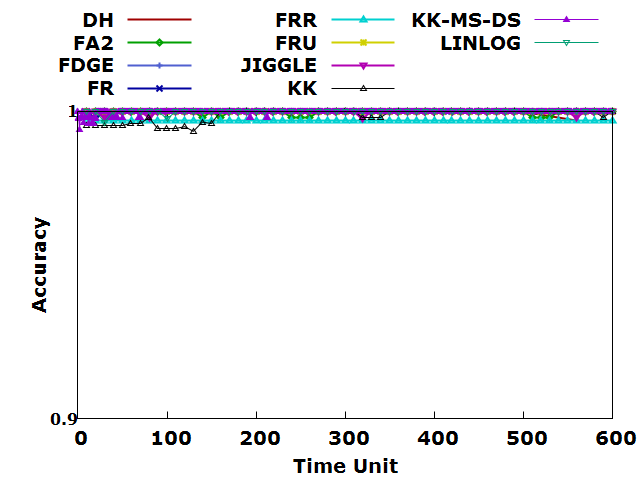 DH FRR KK-MS-DS
FA2 FRU LINLOG
FDGE JIGGLE
FR KK
1
Accuracy
0.9
0 100 200 300 400 500 600
Time Unit